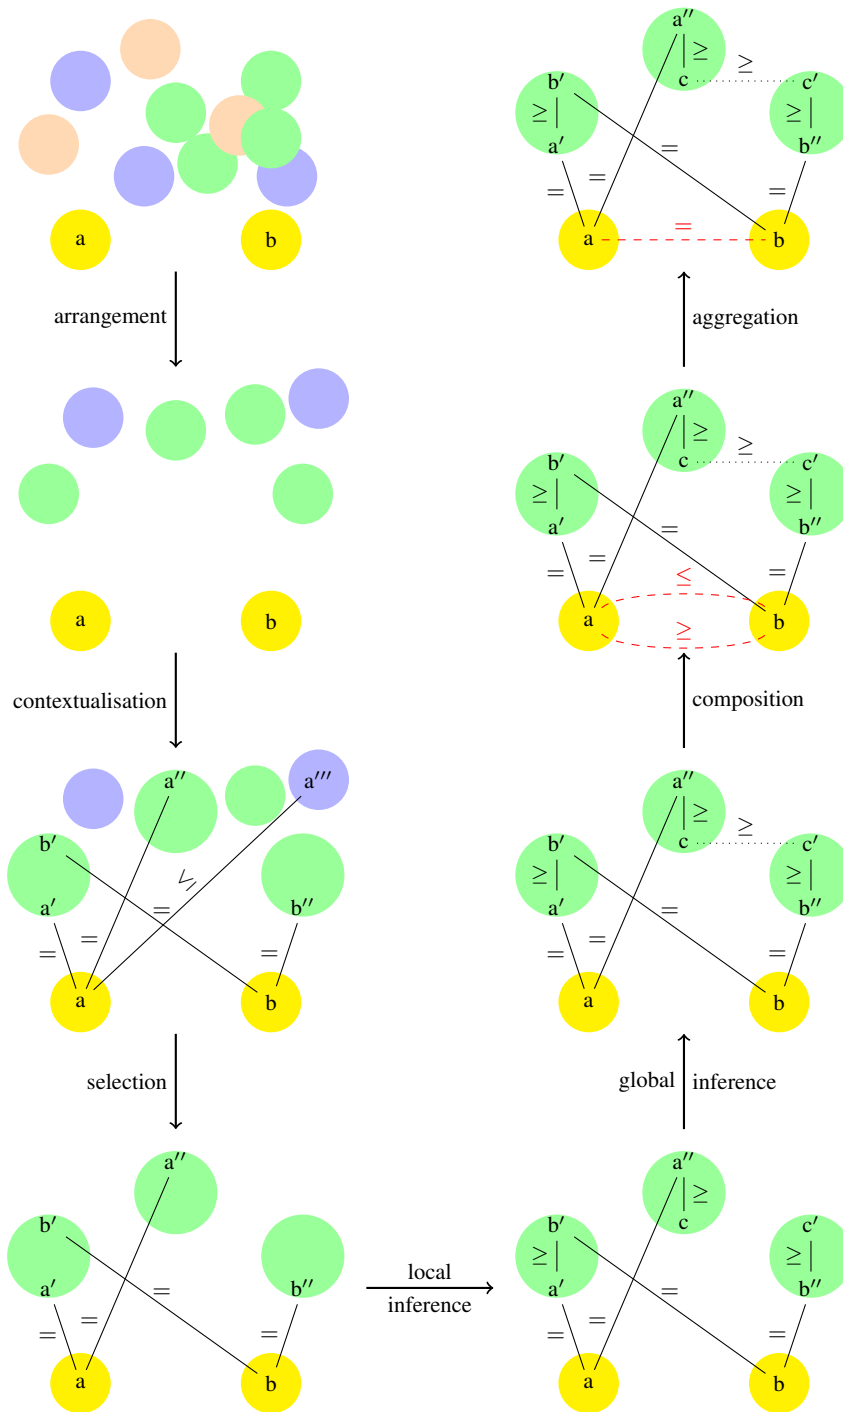 a b
arrangement
a b
contextualisation
a″ a‴
b′
≤
a′ = = = b″ =
a b
selection
a″
b′
a′ = = = b″ =
a b
local
inference
a″
≥
c
b′ c′
≥ ≥
a′ = = = b″ =
a b
global inference
a″
≥
c ≥
b′ c′
≥ ≥
a′ = = = b″ =
a b
composition
a″
≥
c ≥
b′ c′
≥ ≥
a′ = = = b″ =
≤
a b
≥
aggregation
a″
≥
c ≥
b′ c′
≥ ≥
a′ = = = b″ =
a = b